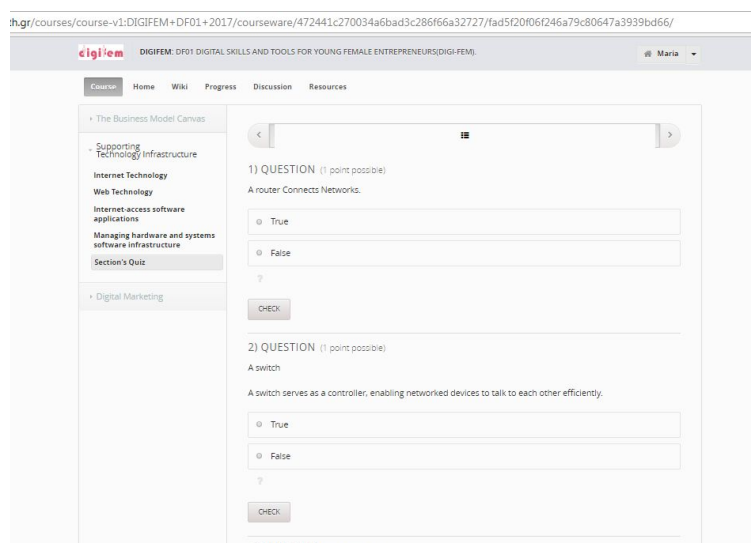 th.gr/courses/course-v1:DIGIFEM+DF01+2017/courseware/472441c270034a6bad3c286f66a32727/fad5f20f06f246a79c80647a3939bd66/
digifem DIGIFEM: DF01 DIGITAL SKILLS AND TOOLS FOR YOUNG FEMALE ENTREPRENEURS(DIGI-FEM). Maria
Course Home Wiki Progress Discussion Resources
The Business Model Canvas
Supporting
Technology Infrastructure
Internet Technology
Web Technology
Internet-access software
applications
Managing hardware and systems
software infrastructure
Section's Quiz
Digital Marketing
1) QUESTION (1 point possible)
A router Connects Networks.
True
False
?
CHECK
2) QUESTION (1 point possible)
A switch
A switch serves as a controller, enabling networked devices to talk to each other efficiently.
True
False
?
CHECK